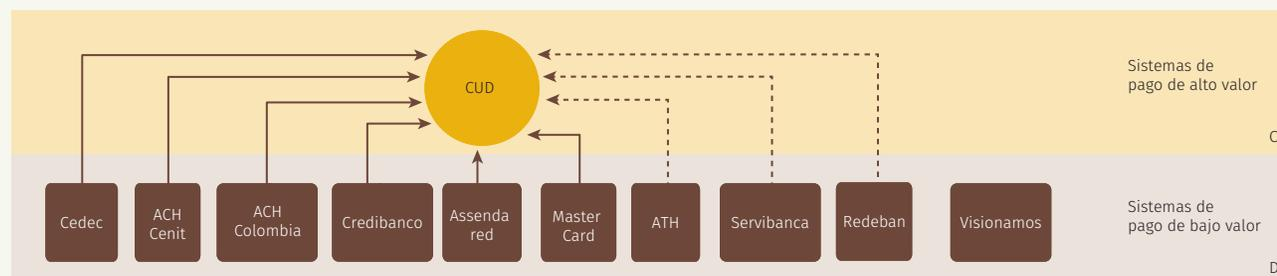 CUD
Sistemas de
pago de alto valor
Cedec
ACH
Cenit
ACH
Colombia
Credibanco
Assenda
red
Master
Card
ATH
Servibanca
Redeban
Visionamos
Sistemas de
pago de bajo valor